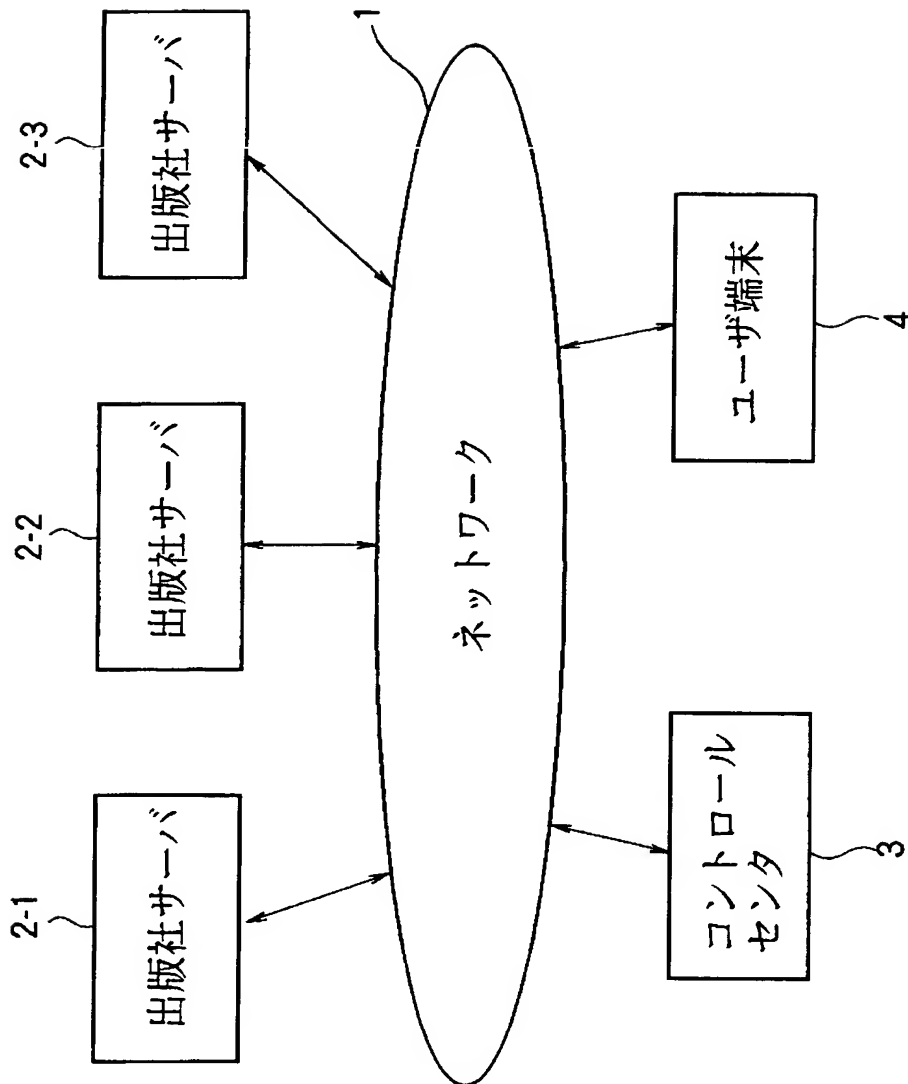 2-1
出版社サーバ
2-2
出版社サーバ
2-3
出版社サーバ
1
ネットワーク
コントロール
センタ
3
ユーザ端末
4